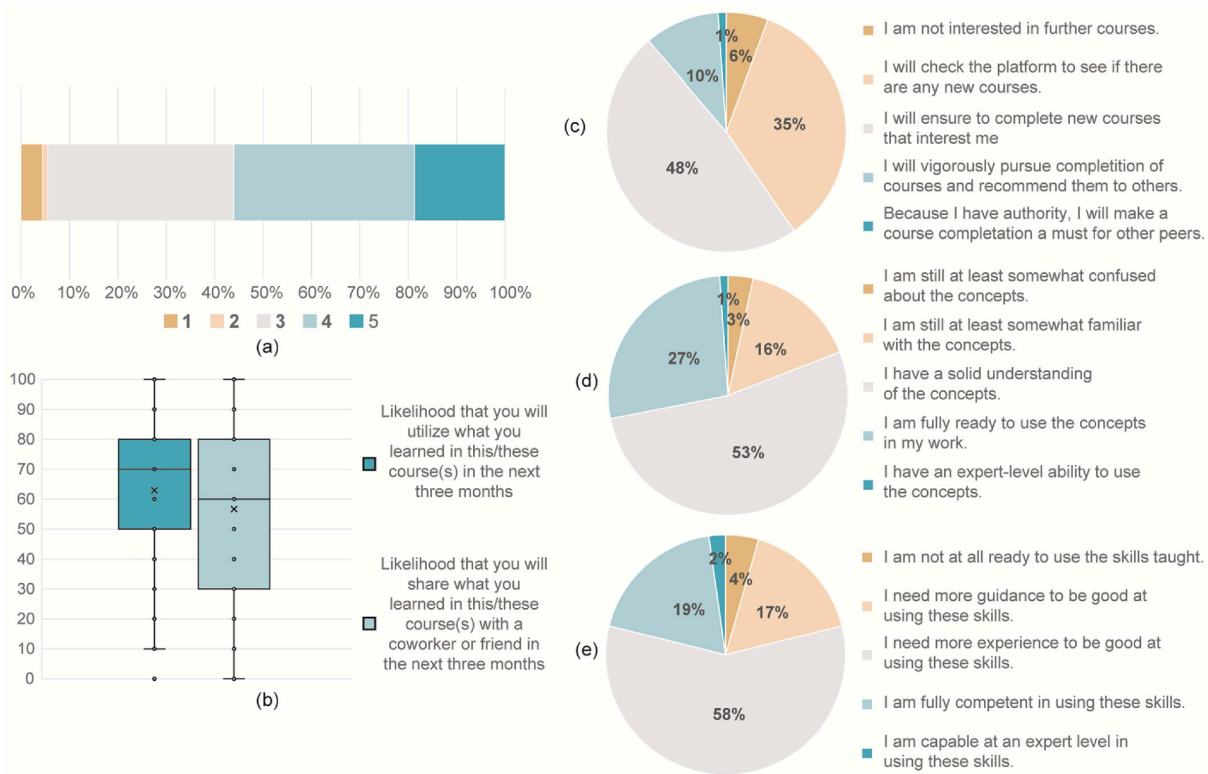 0% 10% 20% 30% 40% 50% 60% 70% 80% 90% 100%
1 2 3 4 5
(a)
100
90
80
70
60
50
40
30
20
10
0
Likelihood that you will
utilize what you
learned in this/these
course(s) in the next
three months
Likelihood that you will
share what you
learned in this/these
course(s) with a
coworker or friend in
the next three months
(b)
(c)
1%
6%
10%
35%
48%
I am not interested in further courses.
I will check the platform to see if there
are any new courses.
I will ensure to complete new courses
that interest me
I will vigorously pursue completition of
courses and recommend them to others.
Because I have authority, I will make a
course completation a must for other peers.
(d)
1%
3%
27%
16%
53%
I am still at least somewhat confused
about the concepts.
I am still at least somewhat familiar
with the concepts.
I have a solid understanding
of the concepts.
I am fully ready to use the concepts
in my work.
I have an expert-level ability to use
the concepts.
(e)
2%
4%
19%
17%
58%
I am not at all ready to use the skills taught.
I need more guidance to be good at
using these skills.
I need more experience to be good at
using these skills.
I am fully competent in using these skills.
I am capable at an expert level in
using these skills.